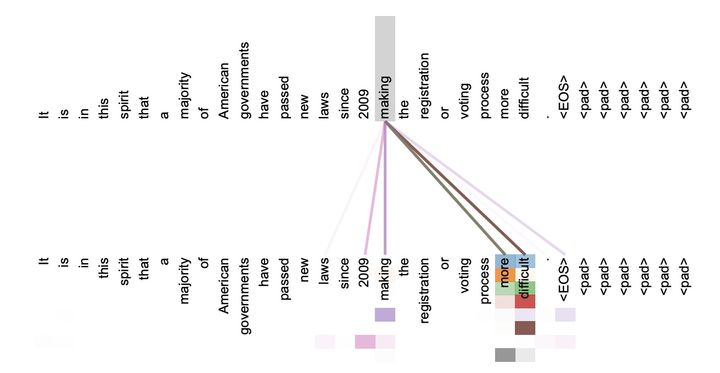 It is in this spirit that a majority of American governments have passed new laws since 2009 making the registration or voting process more difficult . <EOS> <pad> <pad> <pad> <pad> <pad> <pad>
It is in this spirit that a majority of American governments have passed new laws since 2009 making the registration or voting process more difficult . <EOS> <pad> <pad> <pad> <pad> <pad> <pad>